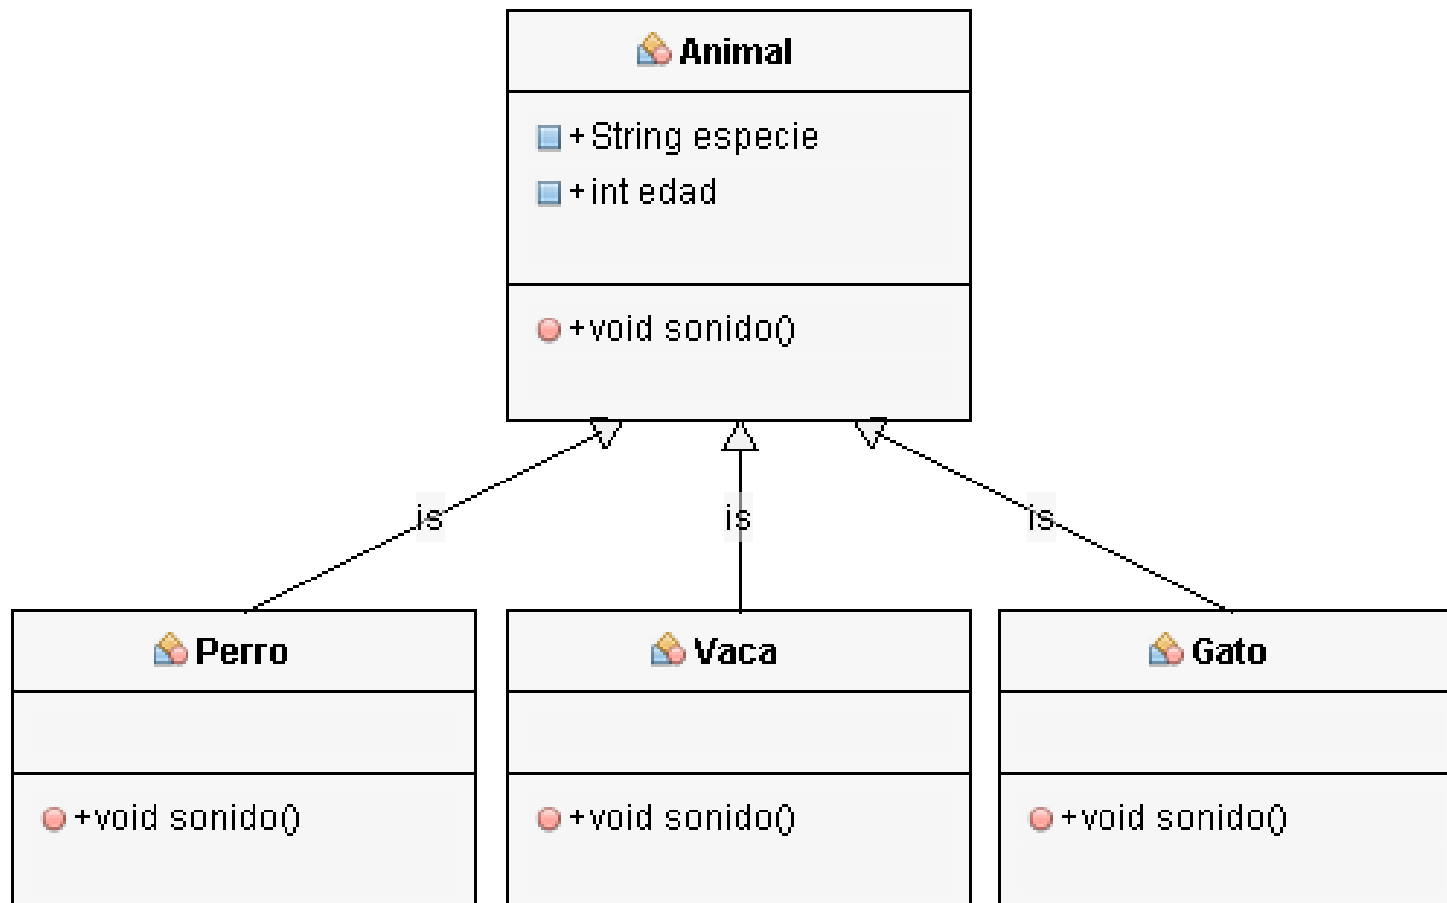 Animal
+String especie
+int edad
+void sonido()
is
is
is
Perro
+void sonido()
Vaca
+void sonido()
Gato
+void sonido()